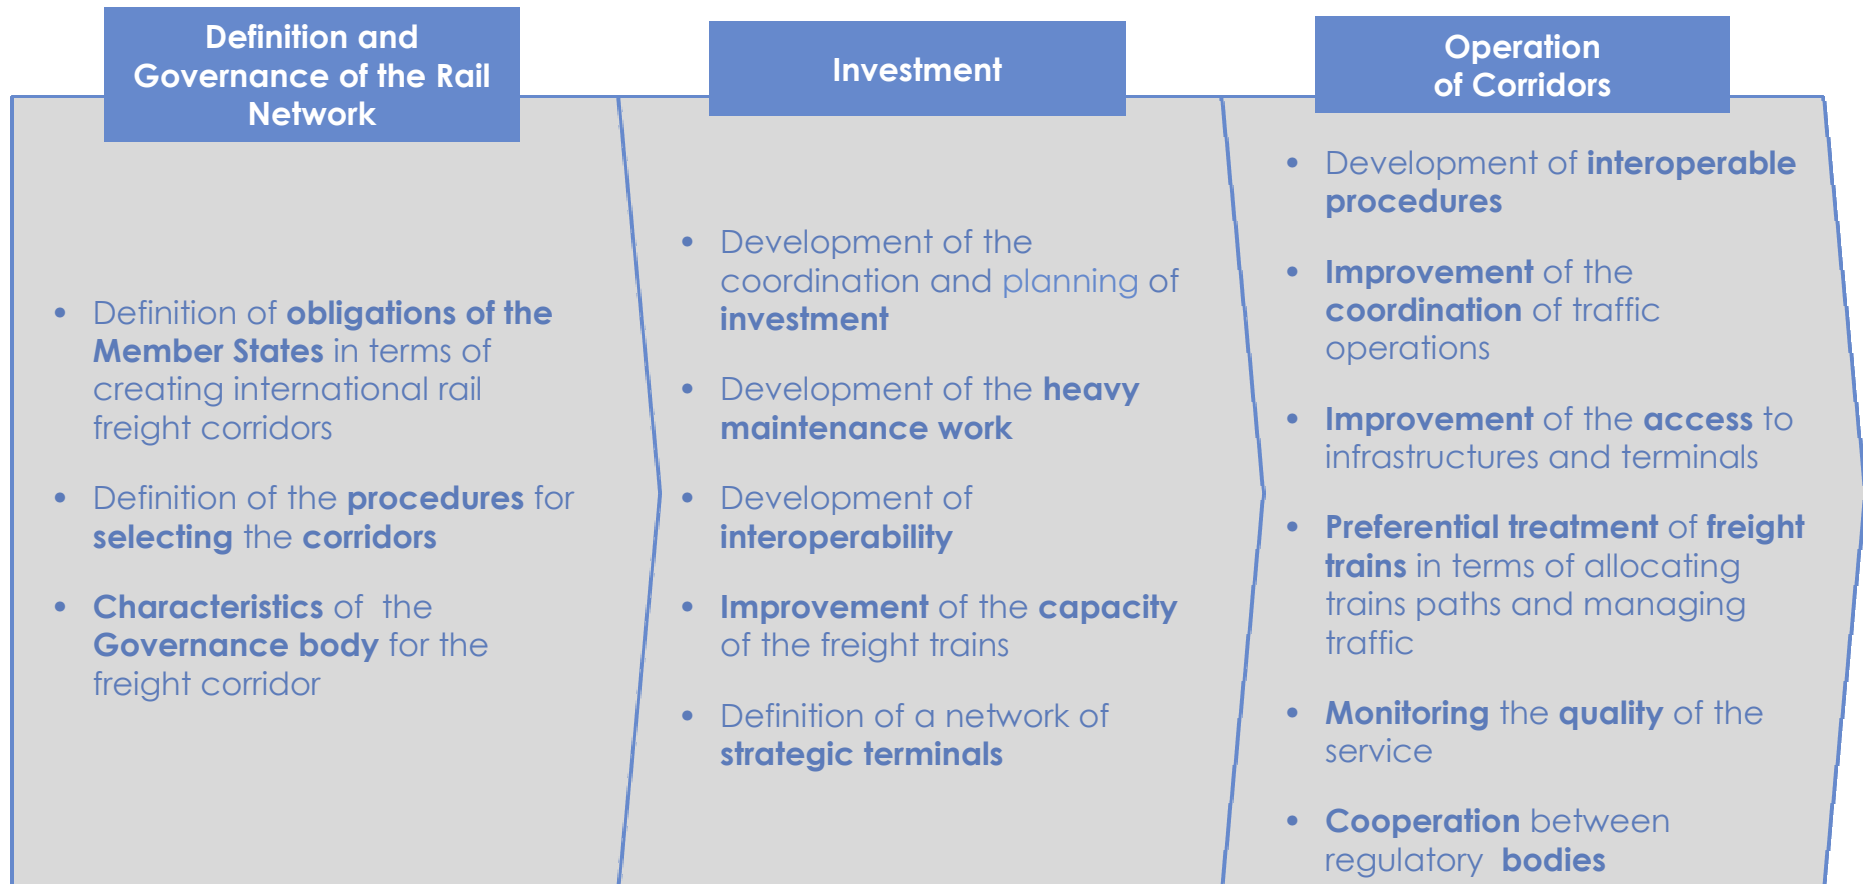 Definition and
Governance of the Rail
Network
• Definition of obligations of the
Member States in terms of
creating international rail
freight corridors
• Definition of the procedures for
selecting the corridors
• Characteristics of the
Governance body for the
freight corridor
Investment
• Development of the
coordination and planning of
investment
• Development of the heavy
maintenance work
• Development of
interoperability
• Improvement of the capacity
of the freight trains
• Definition of a network of
strategic terminals
Operation
of Corridors
• Development of interoperable
procedures
• Improvement of the
coordination of traffic
operations
• Improvement of the access to
infrastructures and terminals
• Preferential treatment of freight
trains in terms of allocating
trains paths and managing
traffic
• Monitoring the quality of the
service
• Cooperation between
regulatory bodies